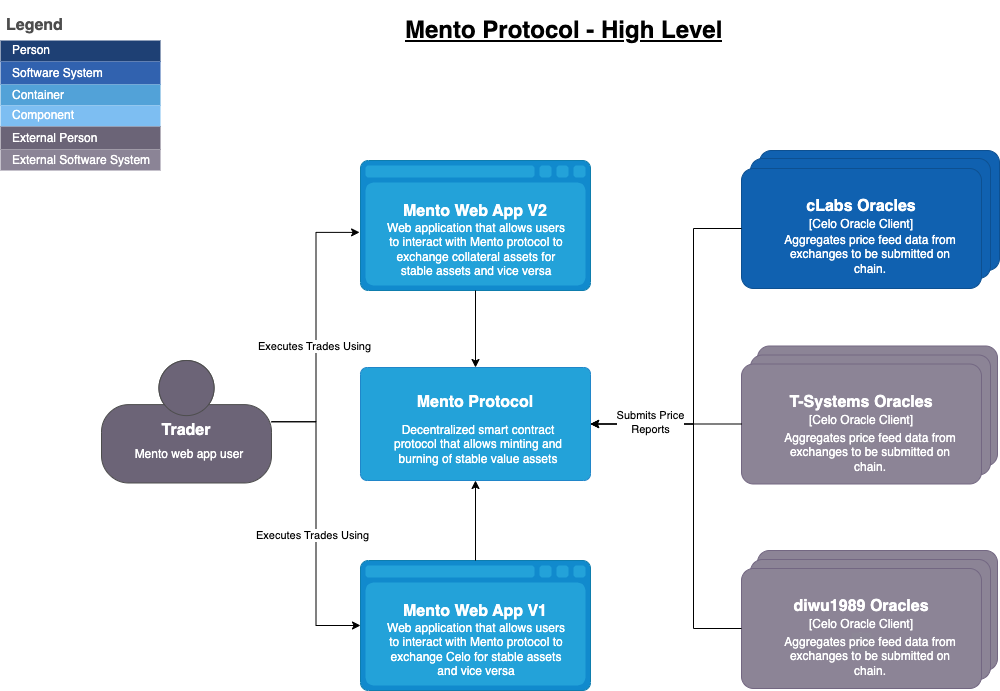 Mento Protocol - High Level
Legend
Person
Software System
Container
Component
External Person
External Software System
Mento Web App V2
Web application that allows users
to interact with Mento protocol to
exchange collateral assets for
stable assets and vice versa
cLabs Oracles
[Celo Oracle Client]
Aggregates price feed data from
exchanges to be submitted on
chain.
Executes Trades Using
Trader
Mento web app user
Mento Protocol
Decentralized smart contract
protocol that allows minting and
burning of stable value assets
Submits Price
Reports
T-Systems Oracles
[Celo Oracle Client]
Aggregates price feed data from
exchanges to be submitted on
chain.
Executes Trades Using
Mento Web App V1
Web application that allows users
to interact with Mento protocol to
exchange Celo for stable assets
and vice versa
diwu1989 Oracles
[Celo Oracle Client]
Aggregates price feed data from
exchanges to be submitted on
chain.